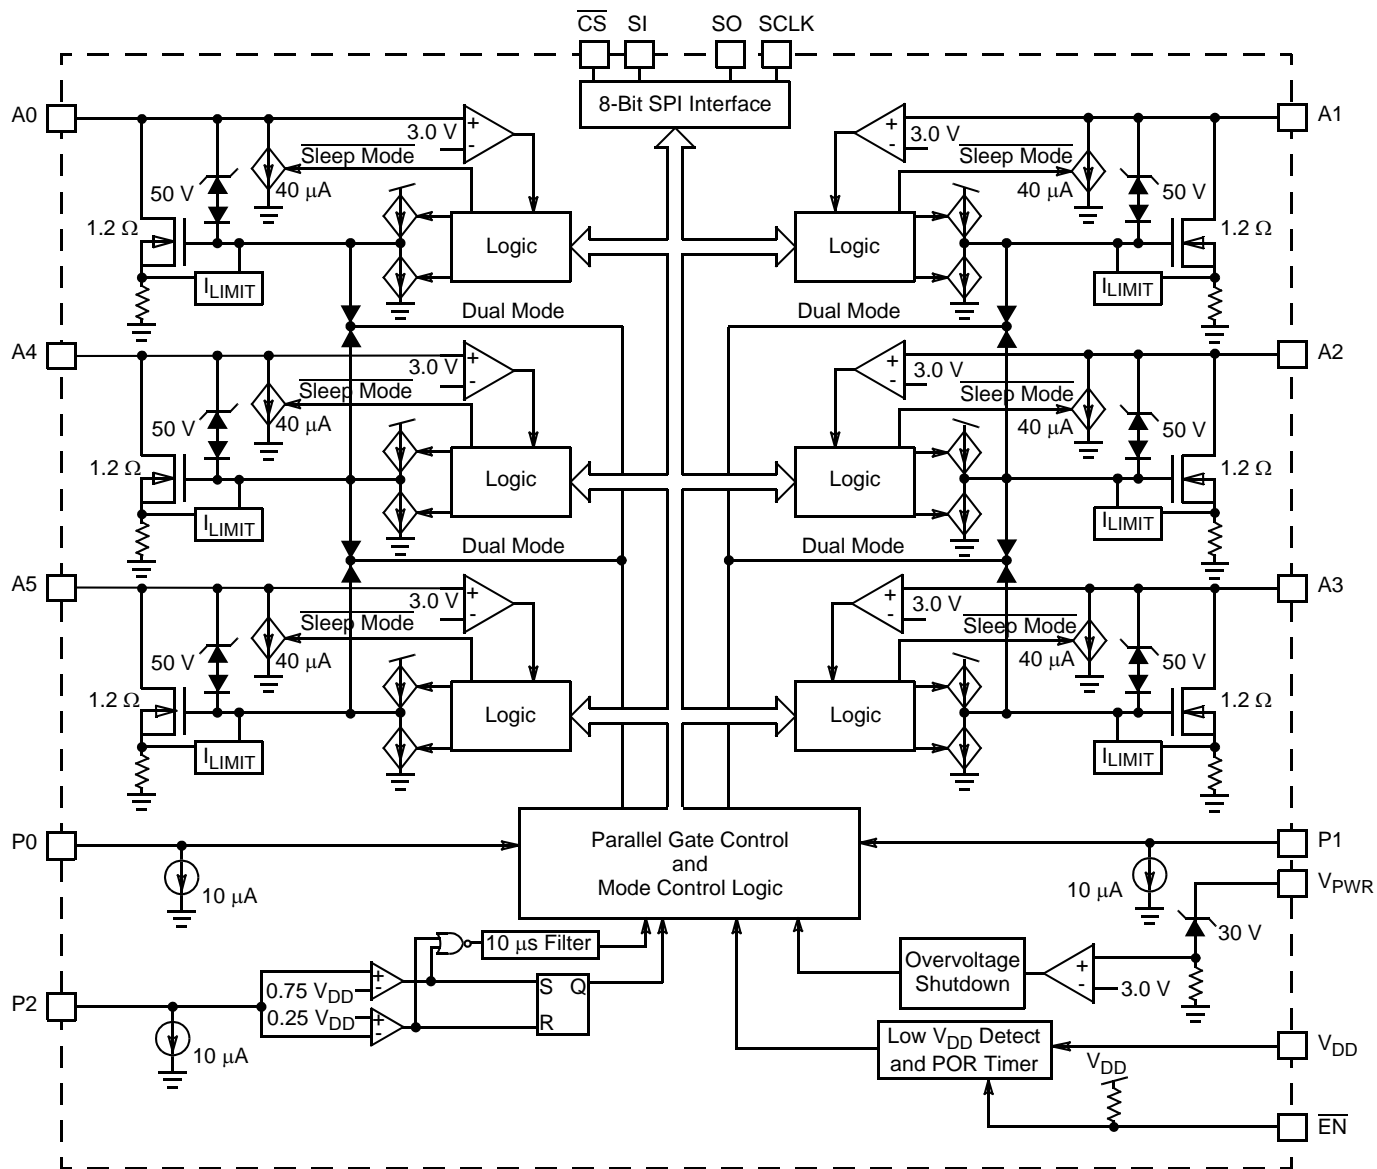 CS SI SO SCLK
8-Bit SPI Interface
A0
3.0 V
+
-
Sleep Mode
40 μA
50 V
1.2 Ω
ILIMIT
Logic
Dual Mode
A1
+
-
3.0 V
Sleep Mode
40 μA
50 V
1.2 Ω
ILIMIT
Logic
Dual Mode
A4
3.0 V
+
-
Sleep Mode
40 μA
50 V
1.2 Ω
ILIMIT
Logic
Dual Mode
A2
+
-
3.0 V
Sleep Mode
40 μA
50 V
1.2 Ω
ILIMIT
Logic
Dual Mode
A5
3.0 V
+
-
Sleep Mode
40 μA
50 V
1.2 Ω
ILIMIT
Logic
A3
+
-
3.0 V
Sleep Mode
40 μA
50 V
1.2 Ω
ILIMIT
Logic
P0
10 μA
Parallel Gate Control
and
Mode Control Logic
P1
10 μA
VPWR
30 V
10 μs Filter
Overvoltage
Shutdown
+
-
3.0 V
P2
10 μA
0.75 VDD
+
-
0.25 VDD
+
-
S Q
R
Low VDD Detect
and POR Timer
VDD
VDD
EN